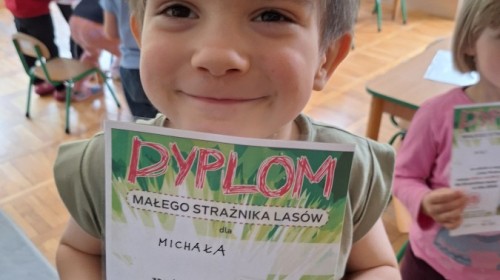 DYPLOM
MAŁEGO STRAŻNIKA LASÓW
dla
MICHAŁA